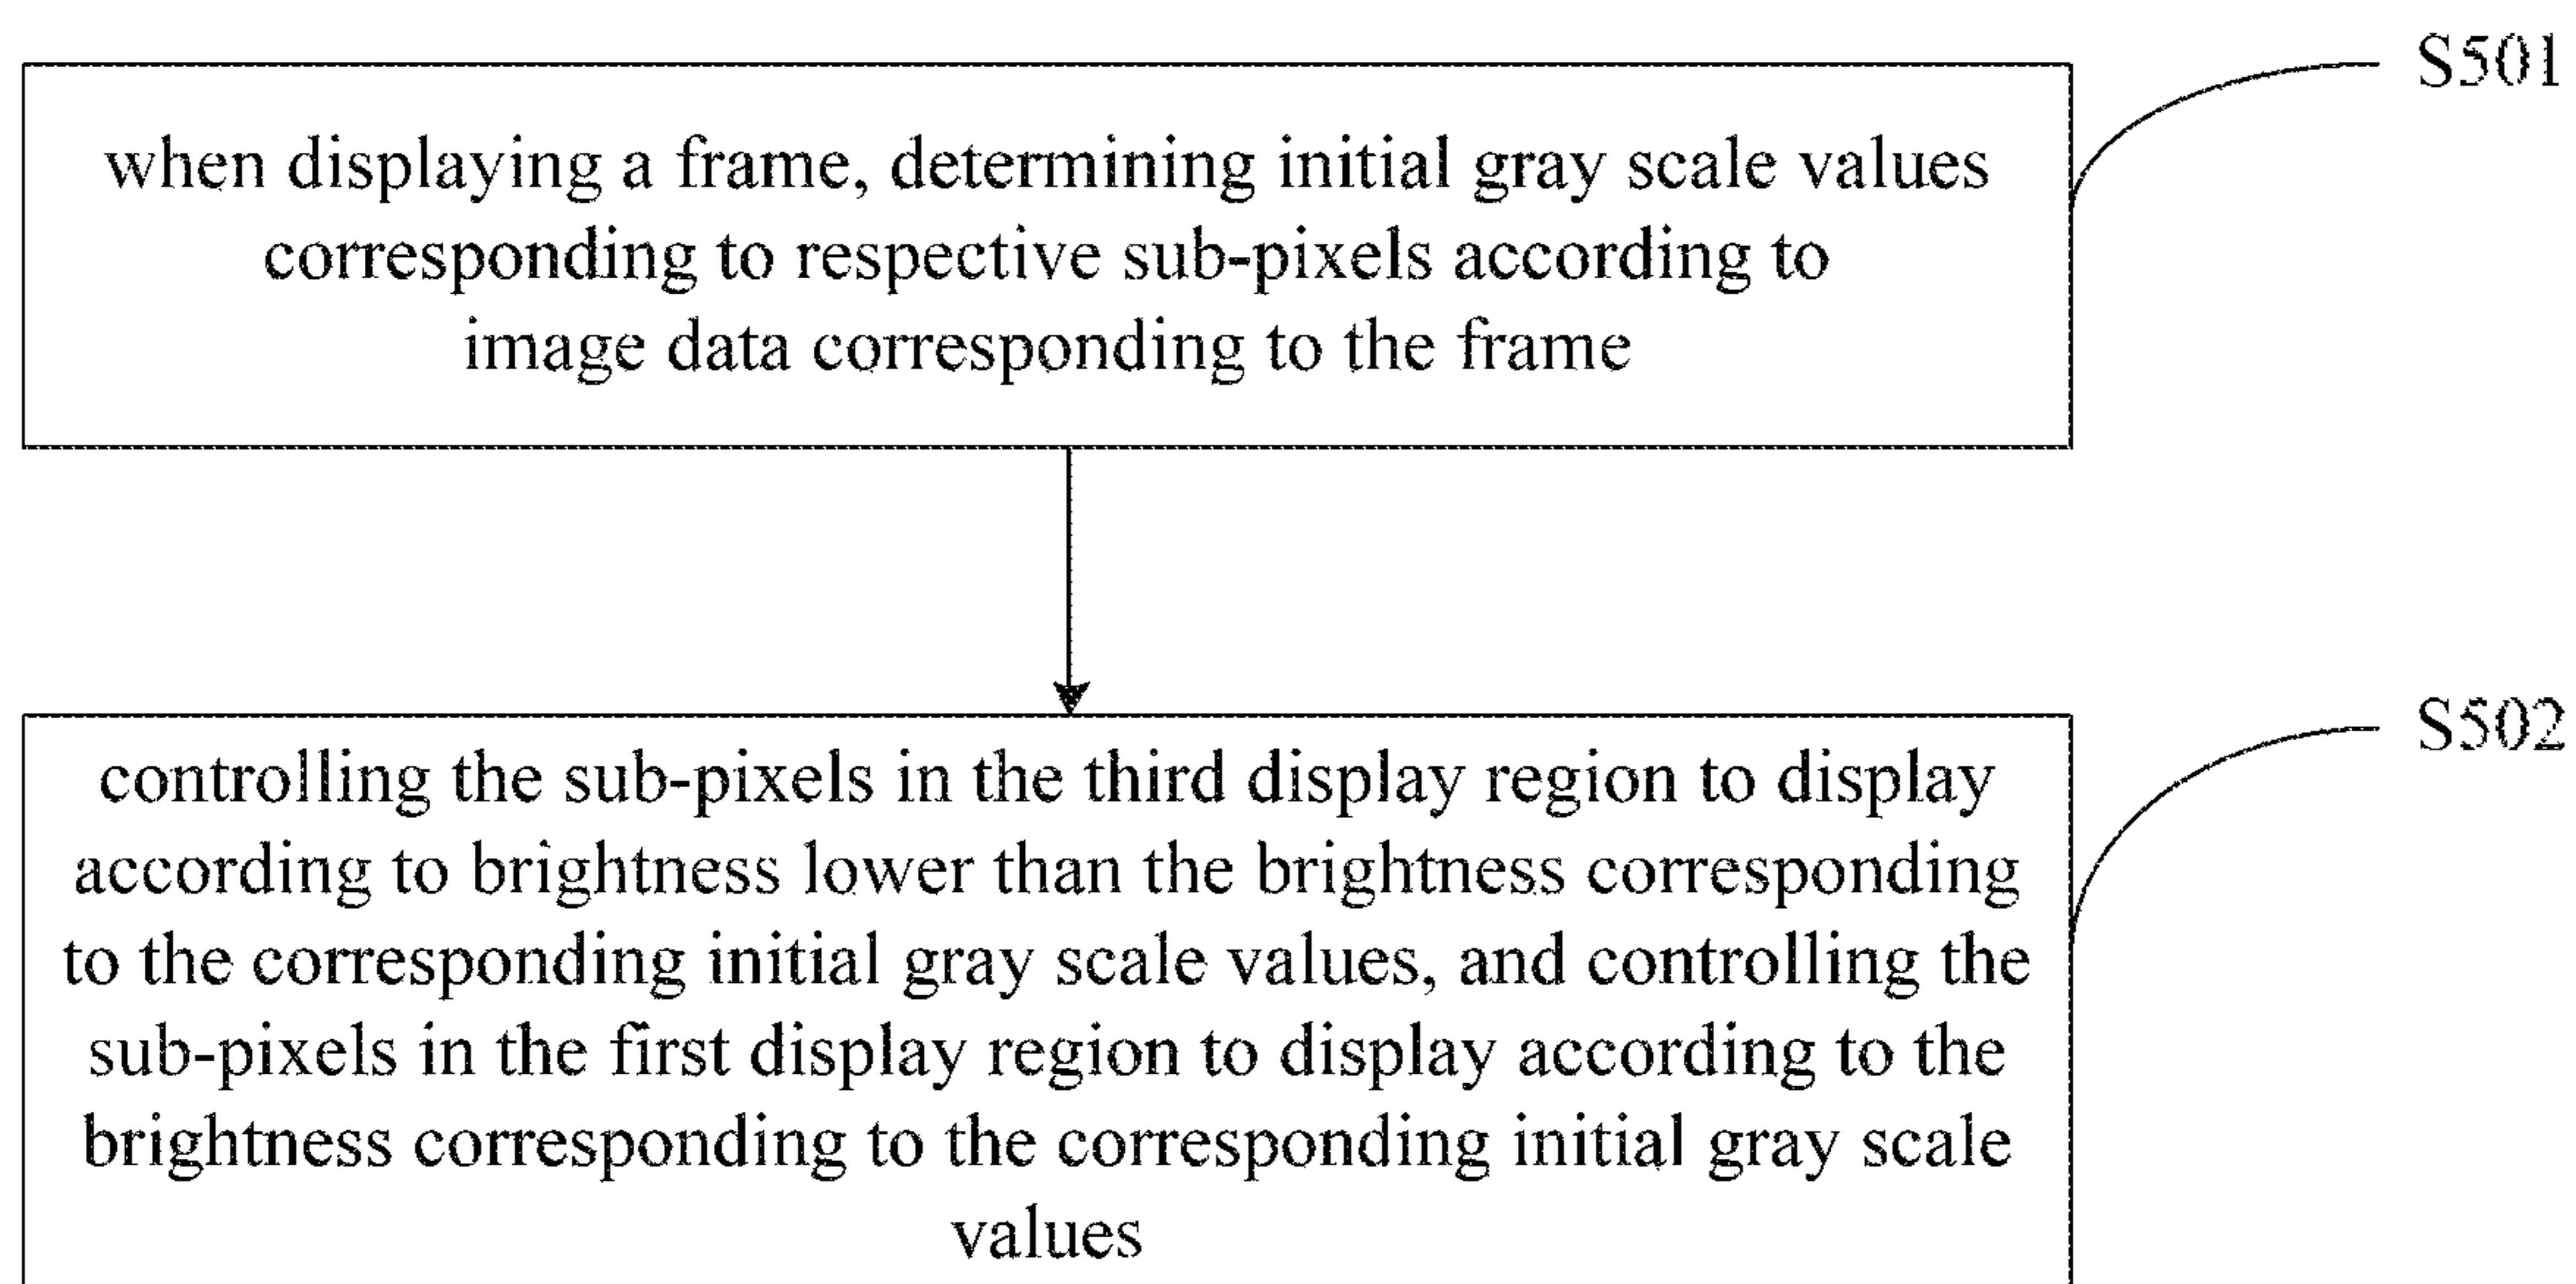 S501
when displaying a frame, determining initial gray scale values
corresponding to respective sub-pixels according to
image data corresponding to the frame
S502
controlling the sub-pixels in the third display region to display
according to brightness lower than the brightness corresponding
to the corresponding initial gray scale values, and controlling the
sub-pixels in the first display region to display according to the
brightness corresponding to the corresponding initial gray scale
values